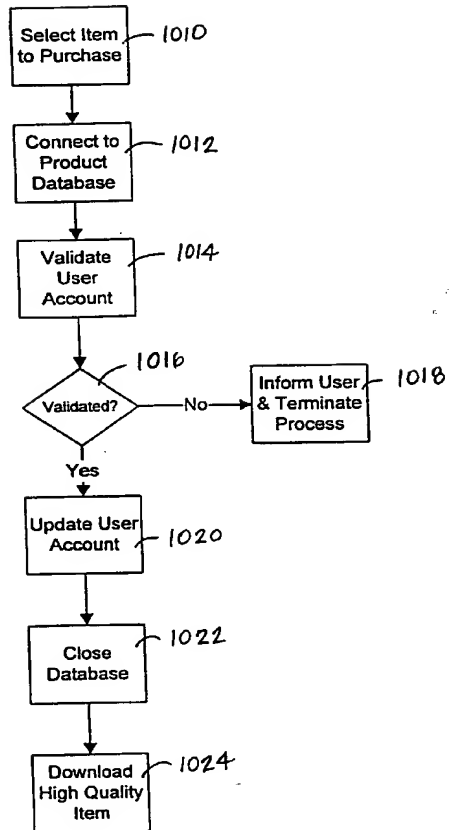 Select Item
to Purchase
1010
Connect to
Product
Database
1012
Validate
User
Account
1014
Validated?
1016
No
Inform User
& Terminate
Process
1018
Yes
Update User
Account
1020
Close
Database
1022
Download
High Quality
Item
1024